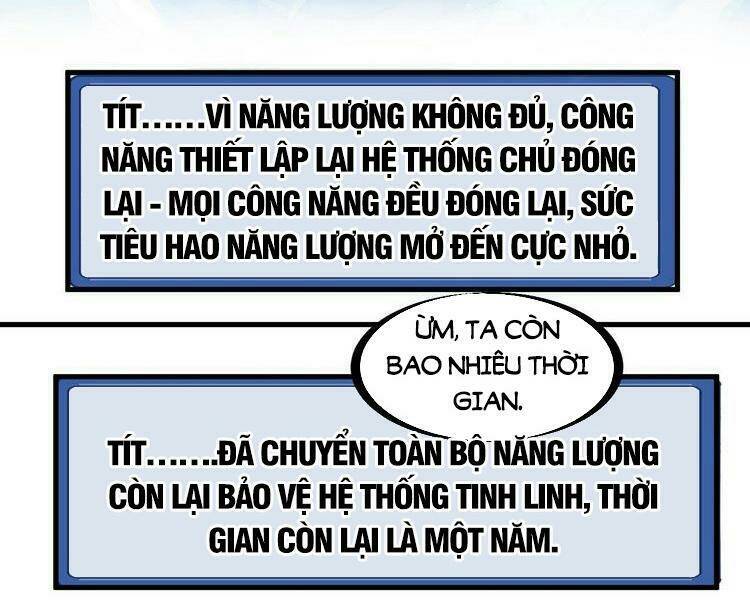 TÍT......VÌ NĂNG LƯỢNG KHÔNG ĐỦ, CÔNG
NĂNG THIẾT LẬP LẠI HỆ THỐNG CHỦ ĐÓNG
LẠI - MỌI CÔNG NĂNG ĐỀU ĐÓNG LẠI, SỨC
TIÊU HAO NĂNG LƯỢNG MỞ ĐẾN CỰC NHỎ.
ỪM, TA CÒN
BAO NHIÊU THỜI
GIAN.
TÍT.......ĐÃ CHUYỂN TOÀN BỘ NĂNG LƯỢNG
CÒN LẠI BẢO VỆ HỆ THỐNG TINH LINH, THỜI
GIAN CÒN LẠI LÀ MỘT NĂM.